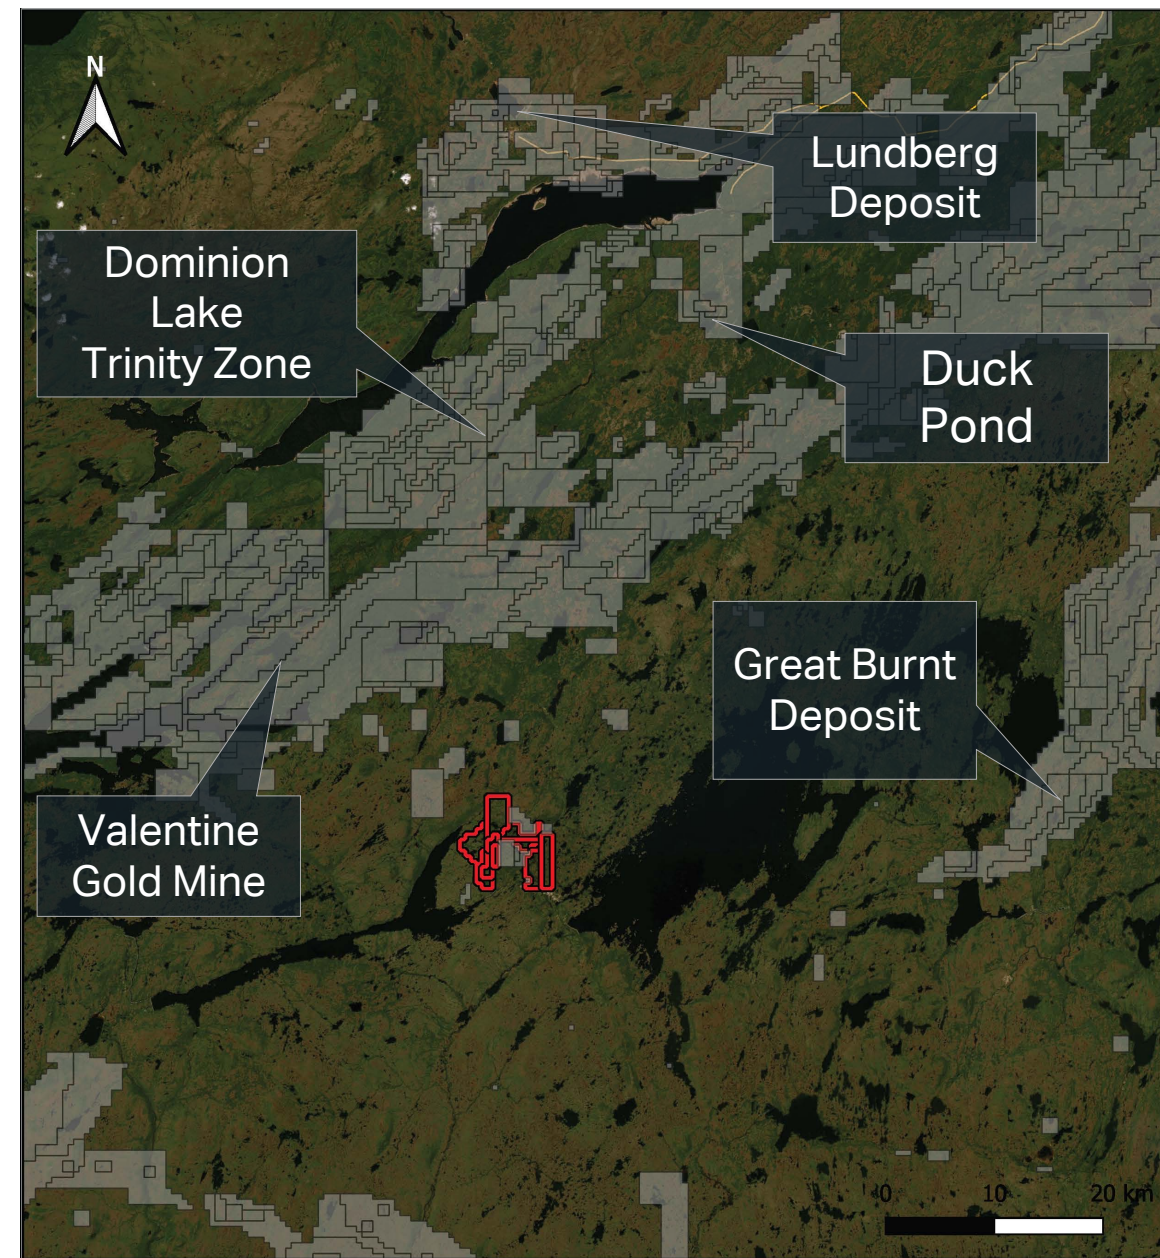 N
Lundberg
Deposit
Dominion
Lake
Trinity Zone
Duck
Pond
Great Burnt
Deposit
Valentine
Gold Mine
0 10 20 km